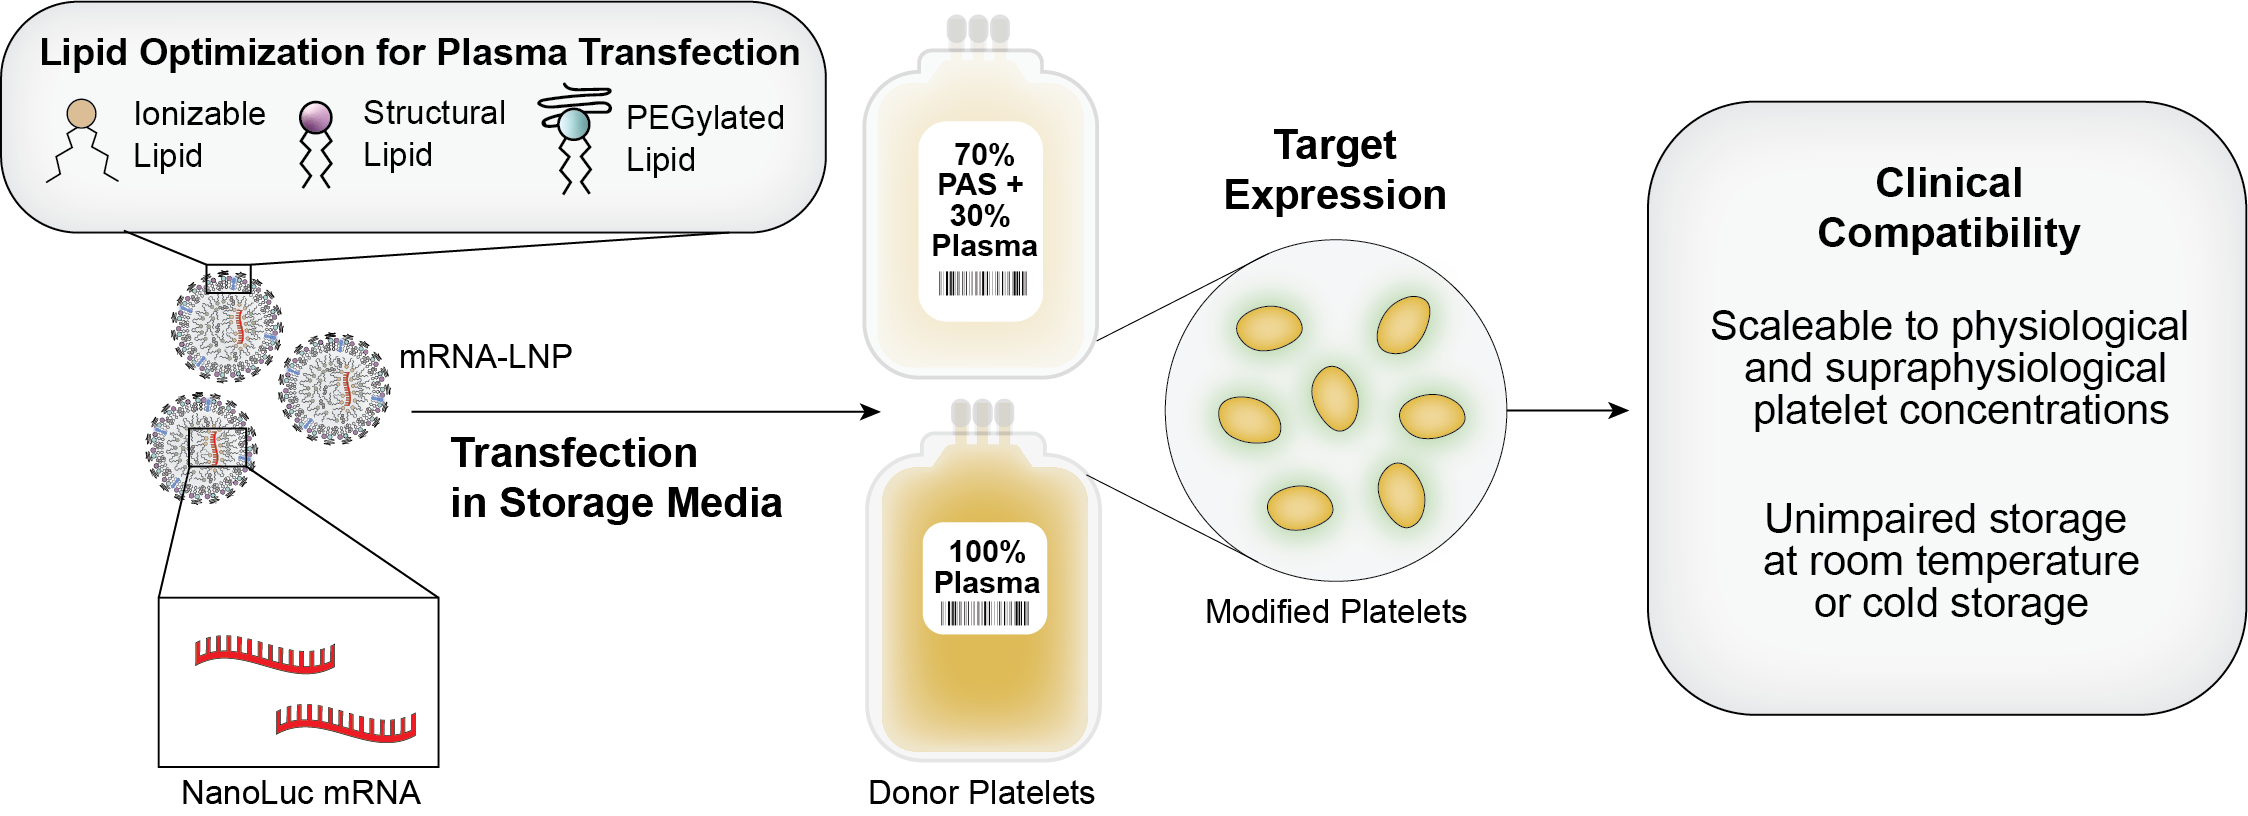 Lipid Optimization for Plasma Transfection
Ionizable
Lipid
Structural
Lipid
PEGylated
Lipid
mRNA-LNP
Transfection
in Storage Media
NanoLuc mRNA
70%
PAS +
30%
Plasma
100%
Plasma
Donor Platelets
Target
Expression
Modified Platelets
Clinical
Compatibility
Scaleable to physiological
and supraphysiological
platelet concentrations
Unimpaired storage
at room temperature
or cold storage